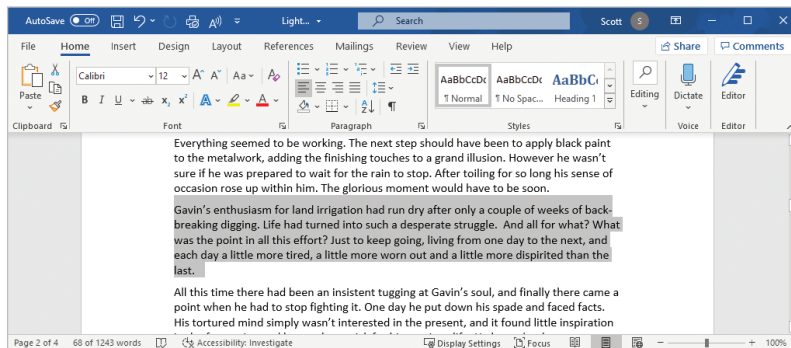 AutoSave Off Light... Search Scott S
File Home Insert Draw Design Layout References Mailings Review View Help Share Comments
Calibri 12 A A Aa A AaBbCcDc AaBbCcDc AaBbC
Paste B I U ab x₂ x² A A ¶ ¶ Normal ¶ No Spac... Heading 1 Editing Dictate Editor
Clipboard Font Paragraph Styles Voice Editor
Everything seemed to be working. The next step should have been to apply black paint
to the metalwork, adding the finishing touches to a grand illusion. However he wasn't
sure if he was prepared to wait for the rain to stop. After toiling for so long his sense of
occasion rose up within him. The glorious moment would have to be soon.
Gavin's enthusiasm for land irrigation had run dry after only a couple of weeks of back-
breaking digging. Life had turned into such a desperate struggle.  And all for what? What
was the point in all this effort? Just to keep going, living from one day to the next, and
each day a little more tired, a little more worn out and a little more dispirited than the
last.
All this time there had been an insistent tugging at Gavin's soul, and finally there came a
point when he had to stop fighting it. One day he put down his spade and faced facts.
His tortured mind simply wasn't interested in the present, and it found little inspiration
Page 2 of 4 68 of 1243 words Accessibility: Investigate Display Settings Focus 100%